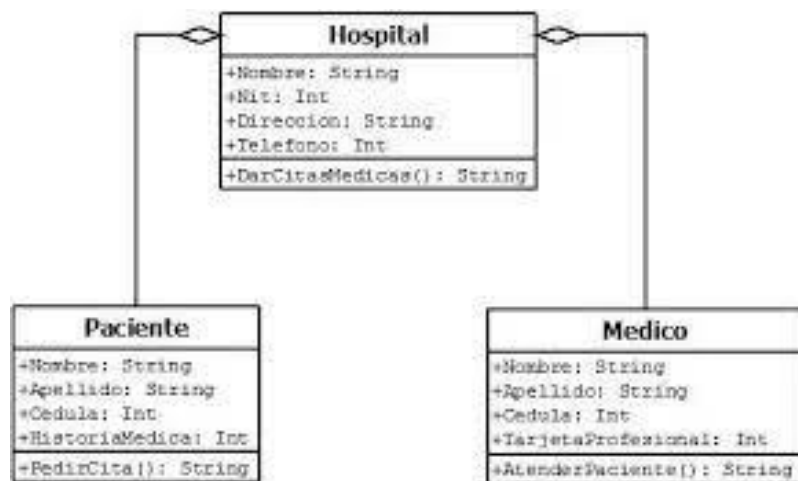 Hospital
+Nombre: String
+Nit: Int
+Direccion: String
+Telefono: Int
+DarCitasMedicas(): String
Paciente
+Nombre: String
+Apellido: String
+Cedula: Int
+HistoriaMedica: Int
+PedirCita(): String
Medico
+Nombre: String
+Apellido: String
+Cedula: Int
+TarjetaProfesional: Int
+AtenderPaciente(): String